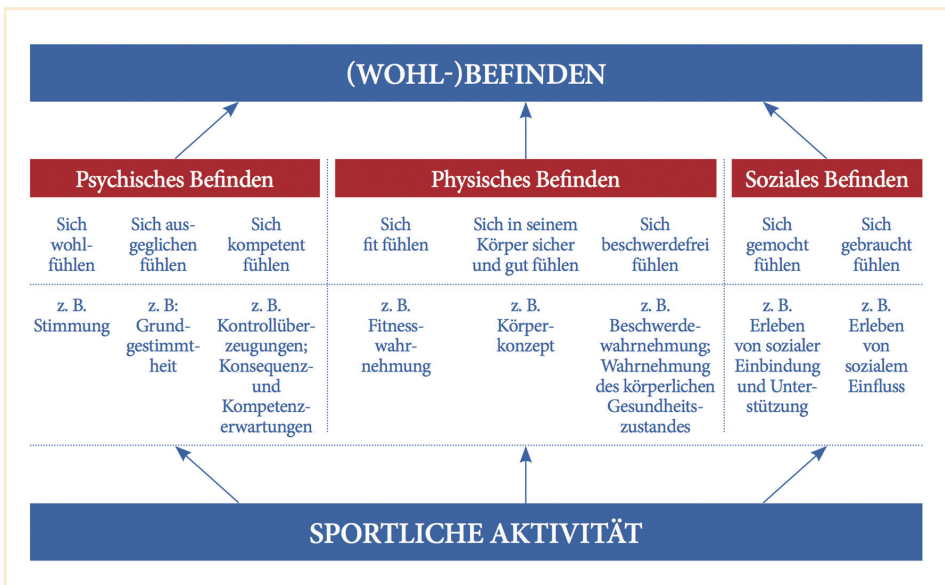 (WOHL-)BEFINDEN
Psychisches Befinden
Physisches Befinden
Soziales Befinden
Sich
wohl-
fühlen
Sich aus-
geglichen
fühlen
Sich
kompetent
fühlen
Sich
fit fühlen
Sich in seinem
Körper sicher
und gut fühlen
Sich
beschwerdefrei
fühlen
Sich
gemocht
fühlen
Sich
gebraucht
fühlen
z. B.
Stimmung
z. B:
Grund-
gestimmt-
heit
z. B.
Kontrollüber-
zeugungen;
Konsequenz-
und
Kompetenz-
erwartungen
z. B.
Fitness-
wahr-
nehmung
z. B.
Körper-
konzept
z. B.
Beschwerde-
wahrnehmung;
Wahrnehmung
des körperlichen
Gesundheits-
zustandes
z. B.
Erleben
von sozialer
Einbindung
und Unter-
stützung
z. B.
Erleben
von
sozialem
Einfluss
SPORTLICHE AKTIVITÄT